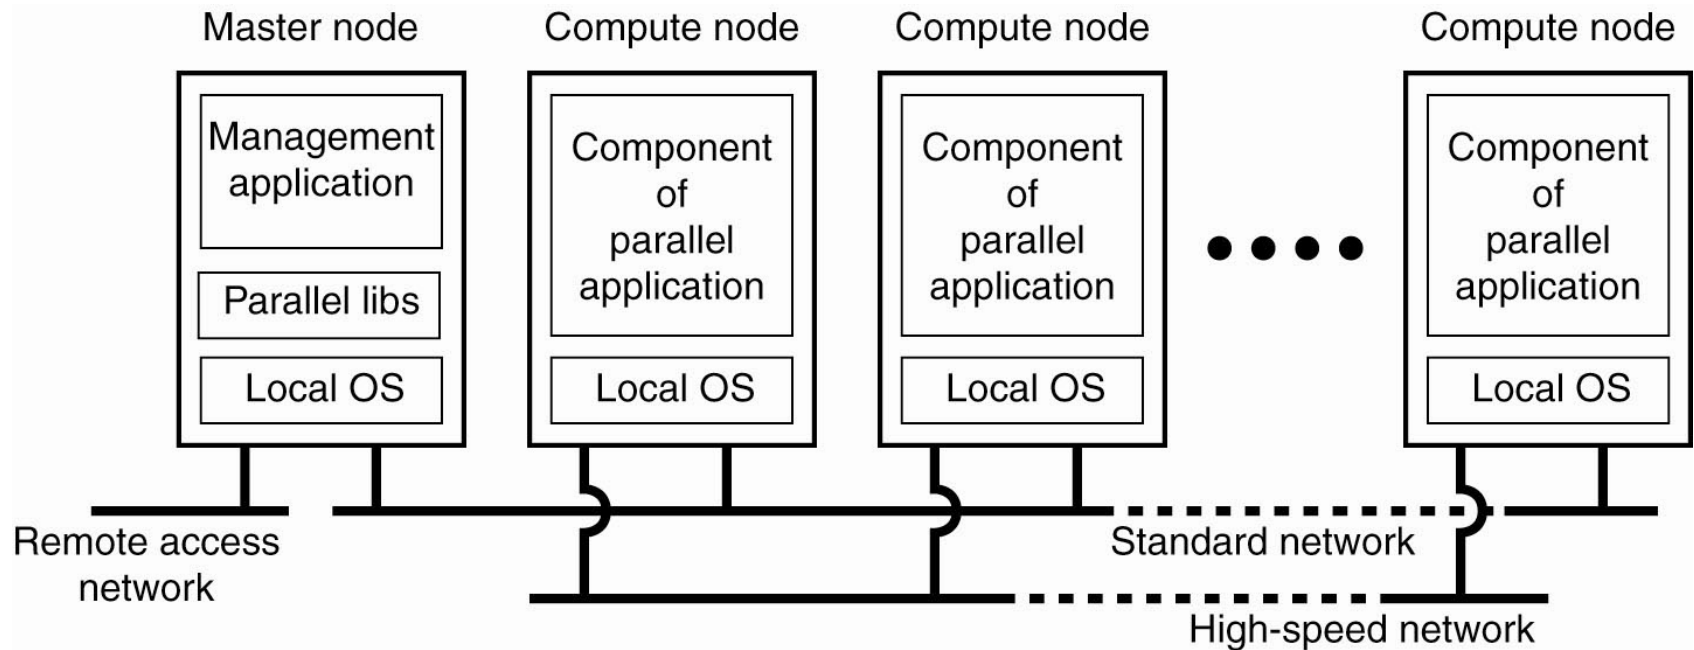 Master node
Compute node
Compute node
Compute node
Management
application
Parallel libs
Local OS
Component
of
parallel
application
Local OS
Component
of
parallel
application
Local OS
Component
of
parallel
application
Local OS
Remote access
network
Standard network
High-speed network